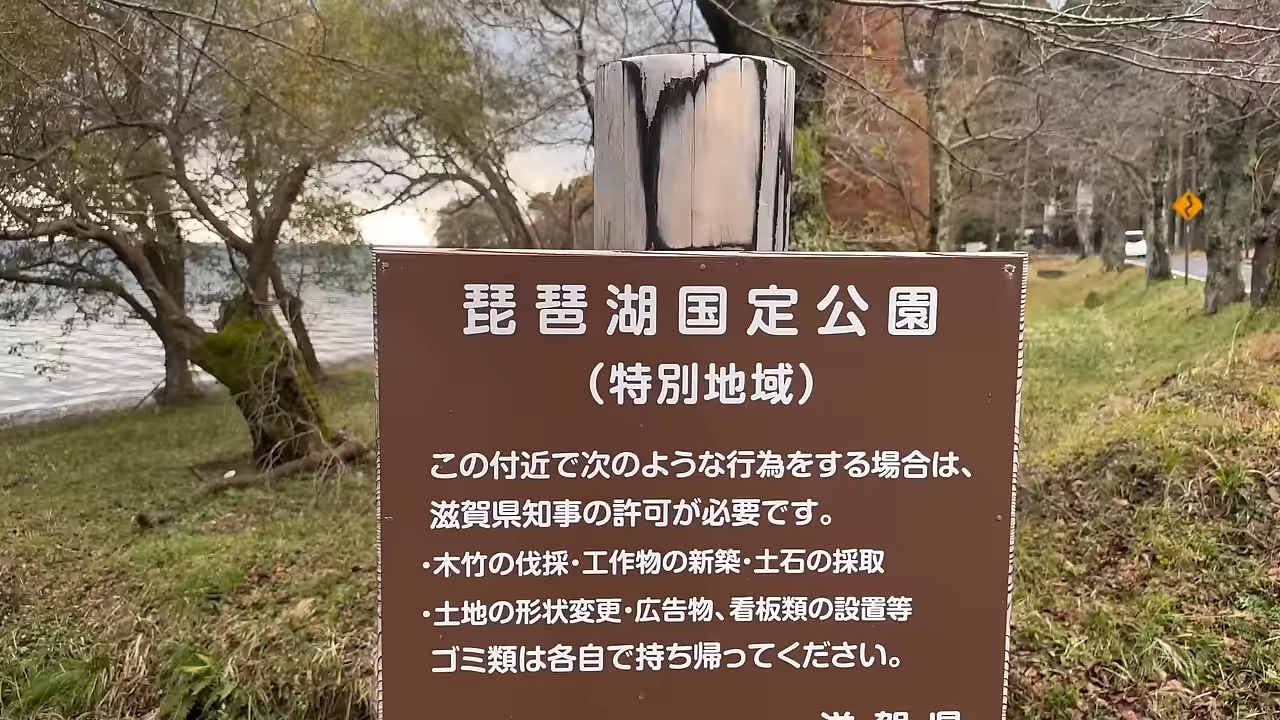 琵琶湖国定公園
（特別地域）
この付近で次のような行為をする場合は、
滋賀県知事の許可が必要です。
・木竹の伐採・工作物の新築・土石の採取
・土地の形状変更・広告物、看板類の設置等
ゴミ類は各自で持ち帰ってください。
滋賀県